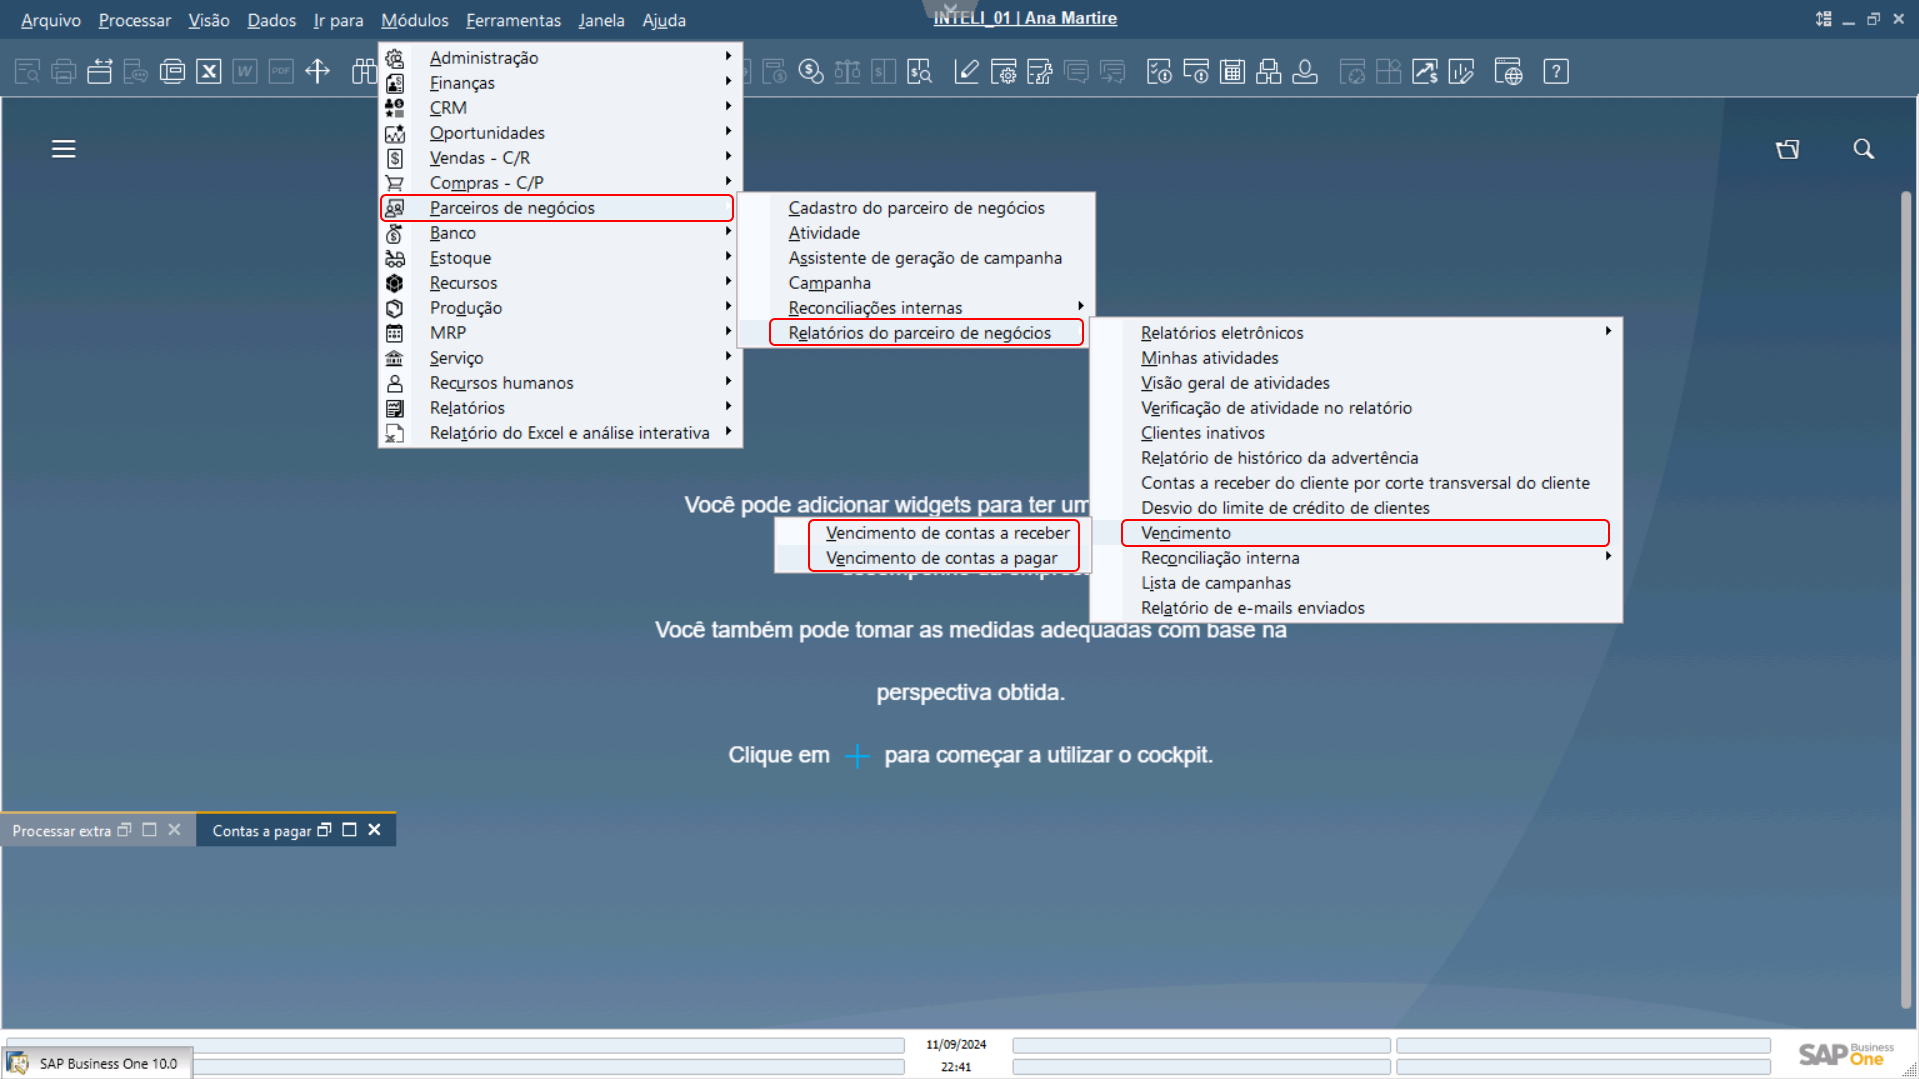 Arquivo Processar Visão Dados Ir para Módulos Ferramentas Janela Ajuda
INTELI_01 | Ana Martire
Administração
Finanças
CRM
Oportunidades
Vendas - C/R
Compras - C/P
Parceiros de negócios
Banco
Estoque
Recursos
Produção
MRP
Serviço
Recursos humanos
Relatórios
Relatório do Excel e análise interativa
Cadastro do parceiro de negócios
Atividade
Assistente de geração de campanha
Campanha
Reconciliações internas
Relatórios do parceiro de negócios
Relatórios eletrônicos
Minhas atividades
Visão geral de atividades
Verificação de atividade no relatório
Clientes inativos
Relatório de histórico da advertência
Contas a receber do cliente por corte transversal do cliente
Desvio do limite de crédito de clientes
Vencimento
Reconciliação interna
Lista de campanhas
Relatório de e-mails enviados
Vencimento de contas a receber
Vencimento de contas a pagar
Você pode adicionar widgets para ter um
Você também pode tomar as medidas adequadas com base na
perspectiva obtida.
Clique em + para começar a utilizar o cockpit.
Processar extra
Contas a pagar
11/09/2024
22:41
SAP Business One 10.0
SAP Business One